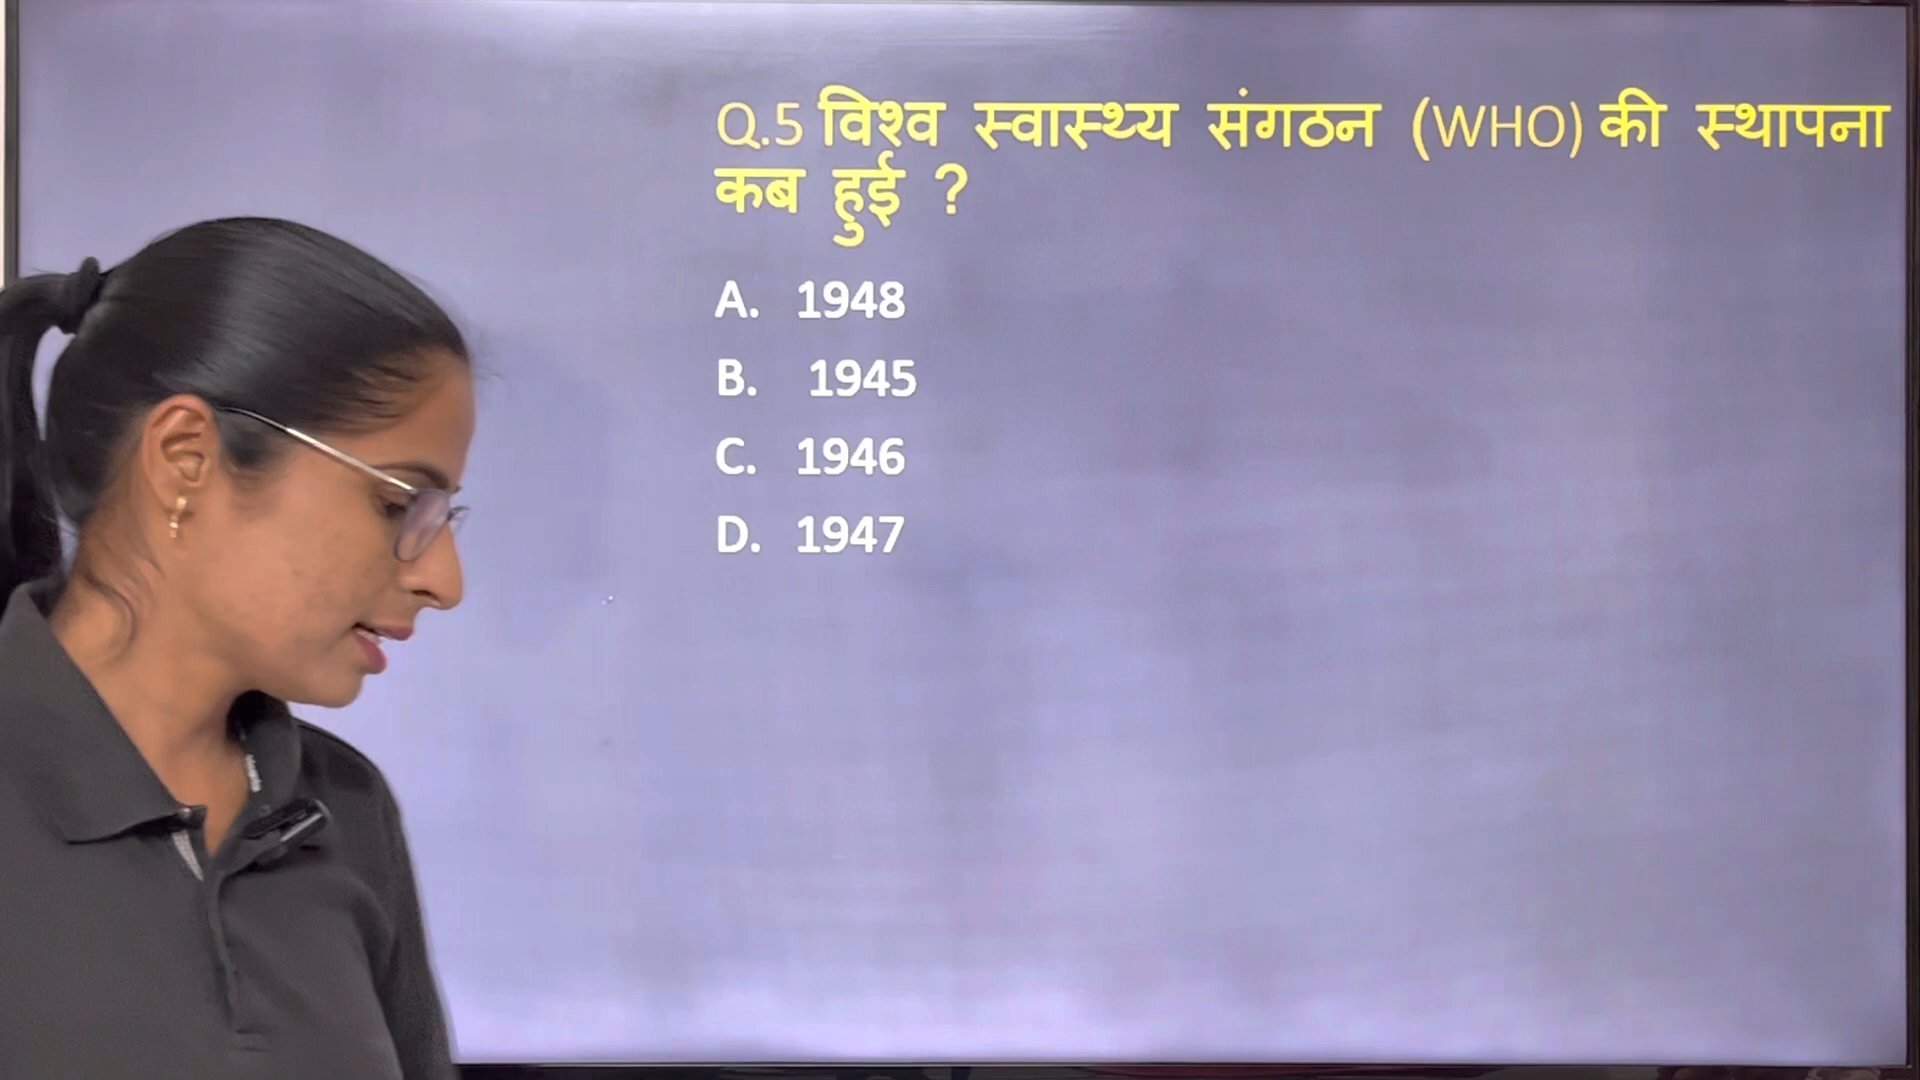 Q.5 विश्व स्वास्थ्य संगठन (WHO) की स्थापना
कब हुई ?
A. 1948
B. 1945
C. 1946
D. 1947